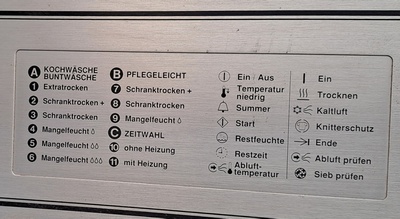 A KOCHWÄSCHE
BUNTWÄSCHE
1 Extratrocken
2 Schranktrocken +
3 Schranktrocken
4 Mangelfeucht
5 Mangelfeucht
6 Mangelfeucht
B PFLEGELEICHT
7 Schranktrocken +
8 Schranktrocken
9 Mangelfeucht
C ZEITWAHL
10 ohne Heizung
11 mit Heizung
Ein / Aus
Temperatur
niedrig
Summer
Start
Restfeuchte
Restzeit
Abluft-
temperatur
Ein
Trocknen
Kaltluft
Knitterschutz
Ende
Abluft prüfen
Sieb prüfen